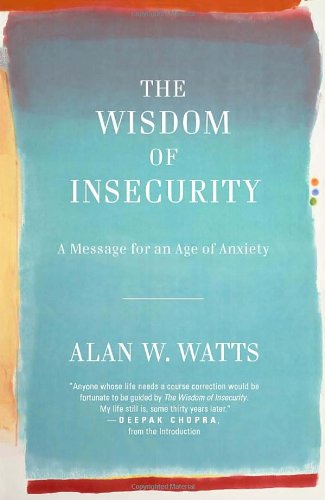 THE
WISDOM
OF
INSECURITY
A Message for an Age of Anxiety
ALAN W. WATTS
"Anyone whose life needs a course correction would be
fortunate to be guided by The Wisdom of Insecurity.
My life still is, some thirty years later."
—DEEPAK CHOPRA,
from the Introduction